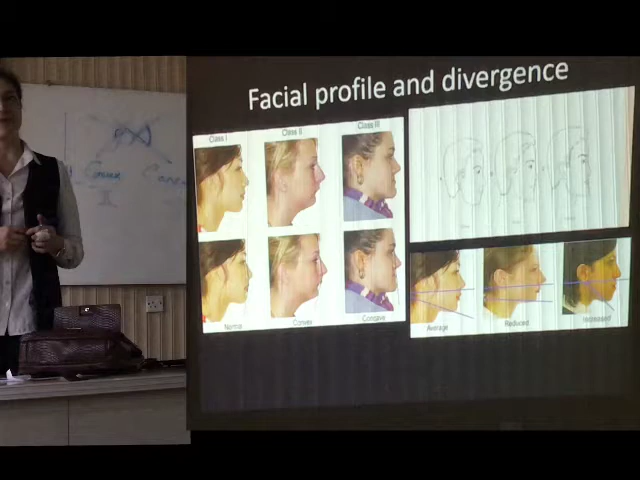 Facial profile and divergence
Class I
Class II
Class III
Normal
Convex
Concave
Average
Reduced
Increased